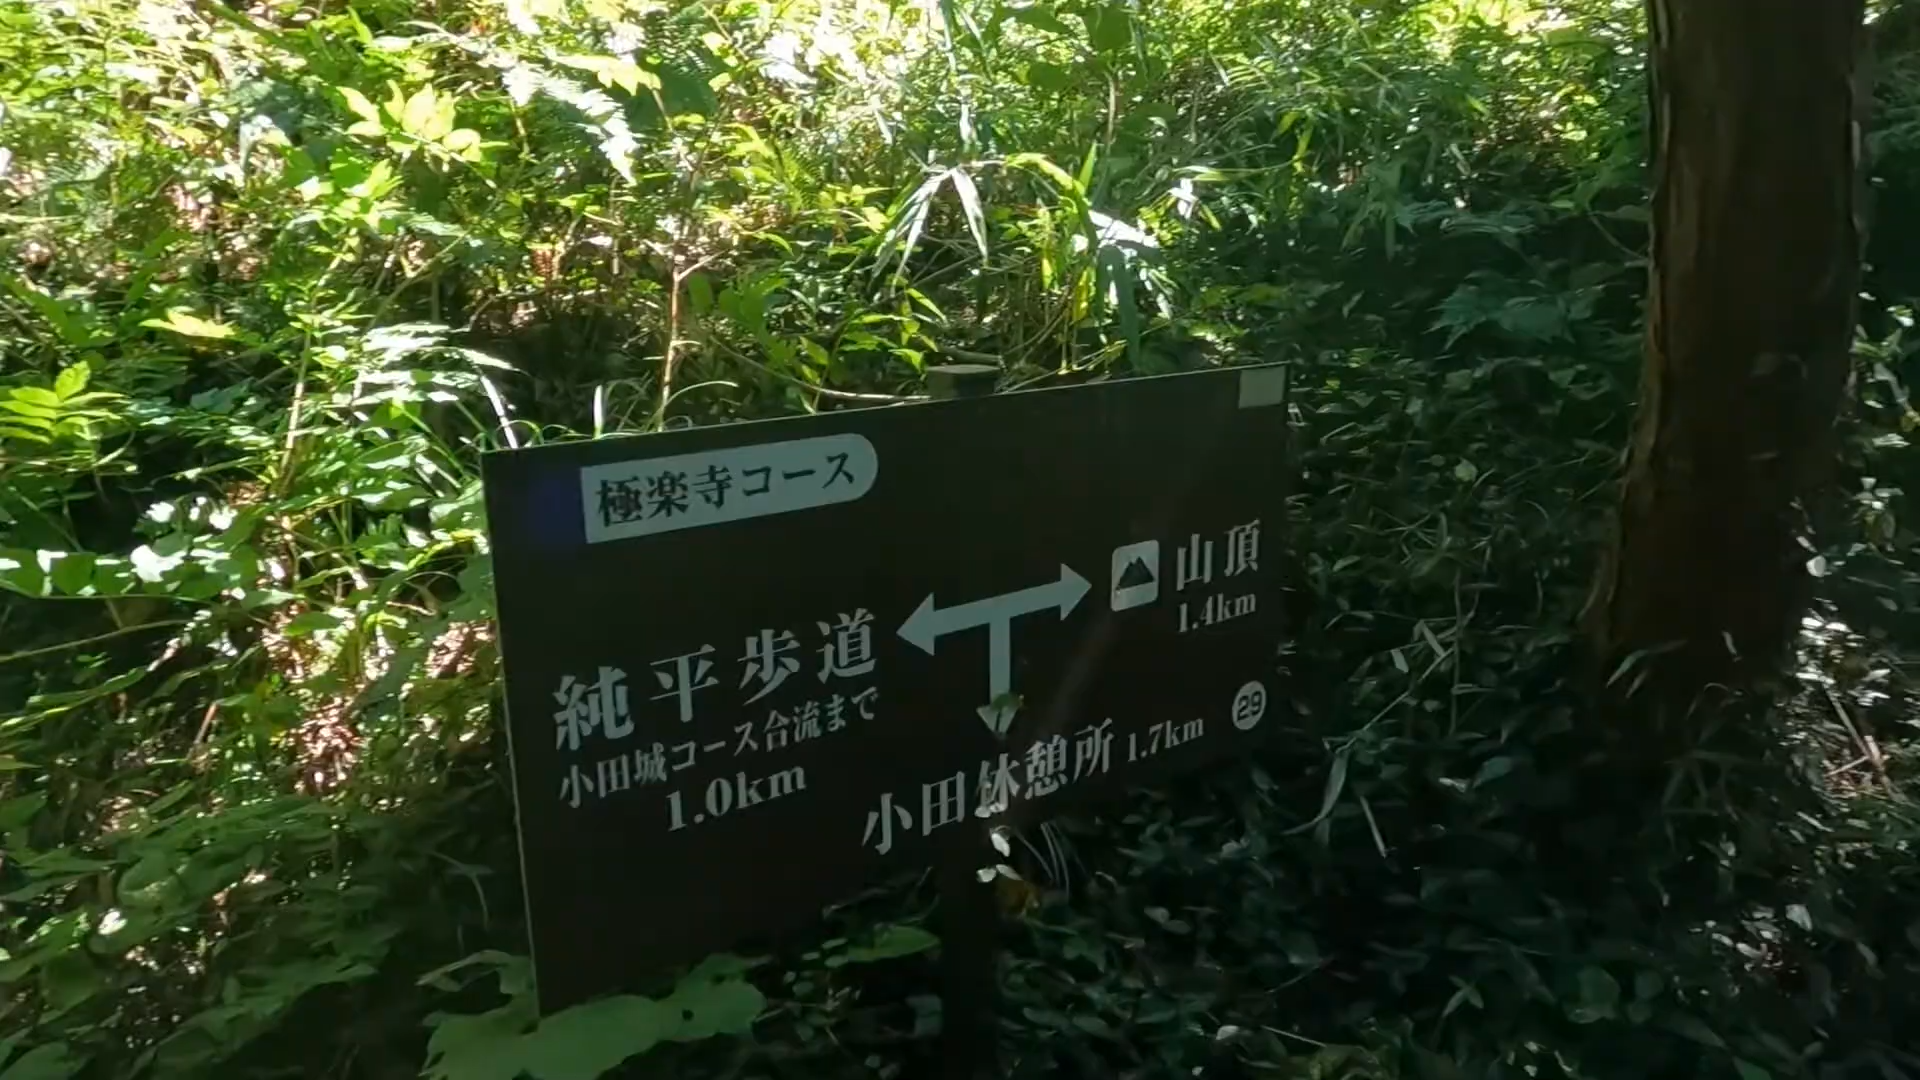 極楽寺コース
山頂
1.4km
純平歩道
小田城コース合流まで
1.0km
小田休憩所 1.7km
29